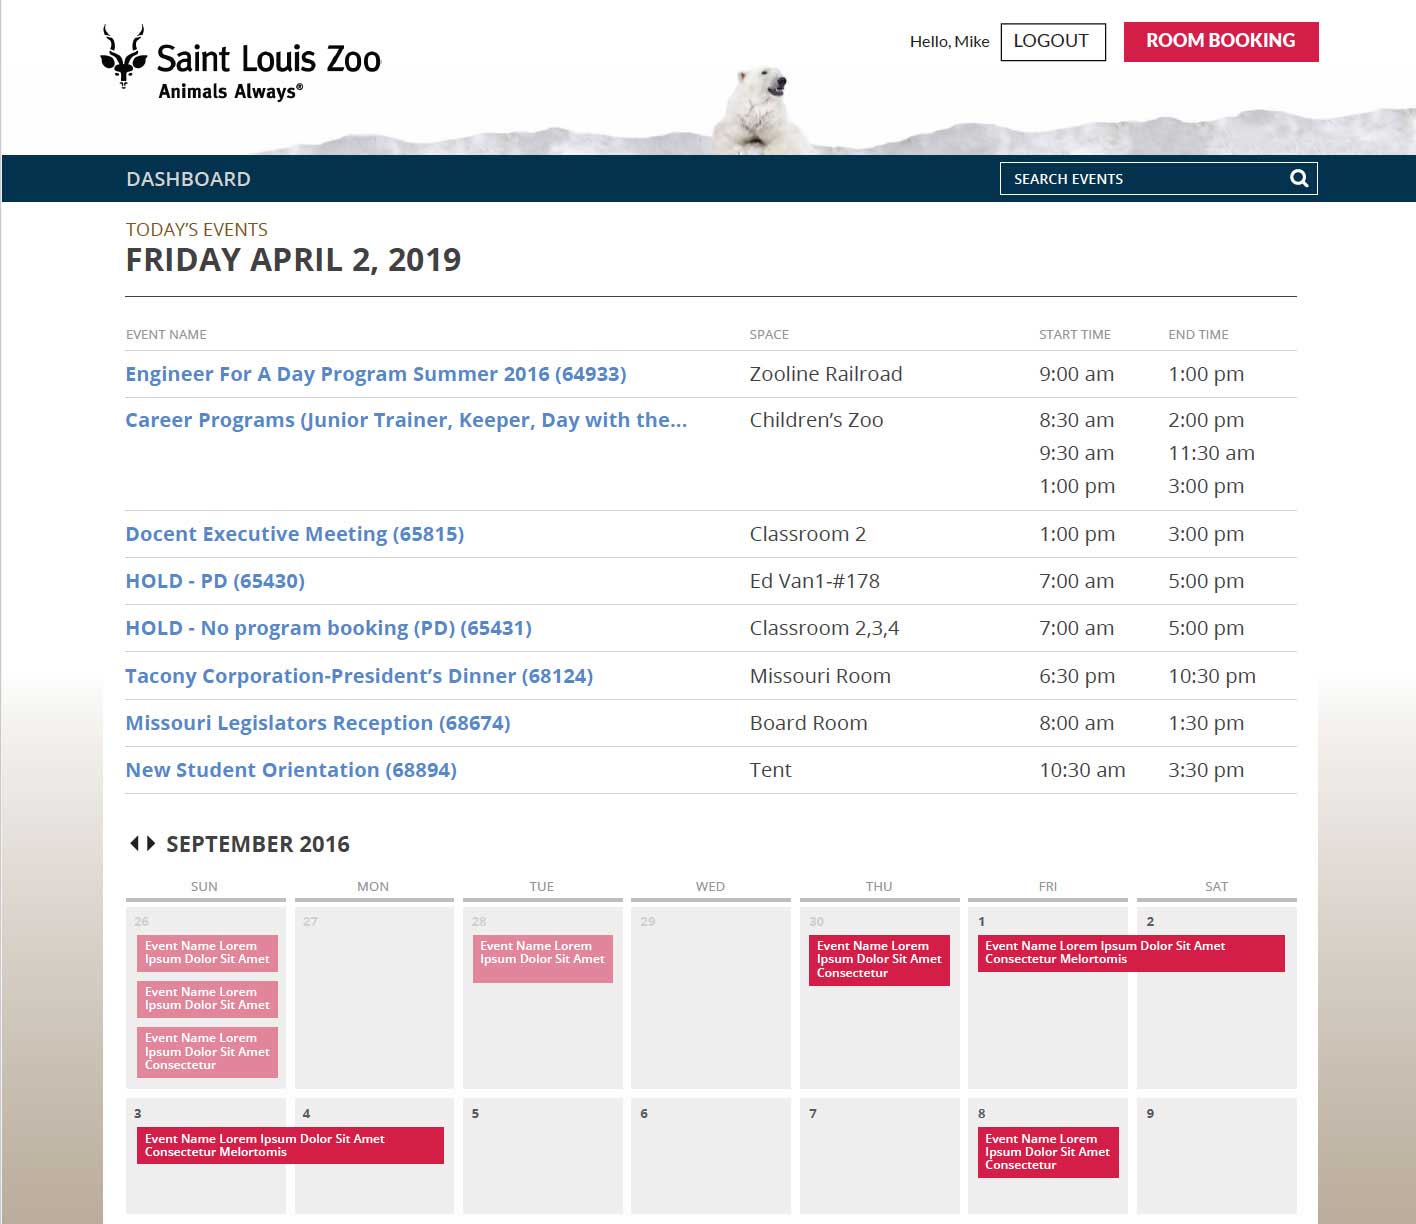 Saint Louis Zoo
Animals Always®
Hello, Mike
LOGOUT
ROOM BOOKING
DASHBOARD
SEARCH EVENTS
TODAY’S EVENTS
FRIDAY APRIL 2, 2019
EVENT NAME SPACE START TIME END TIME
Engineer For A Day Program Summer 2016 (64933) Zooline Railroad 9:00 am 1:00 pm
Career Programs (Junior Trainer, Keeper, Day with the... Children’s Zoo 8:30 am 2:00 pm
9:30 am 11:30 am
1:00 pm 3:00 pm
Docent Executive Meeting (65815) Classroom 2 1:00 pm 3:00 pm
HOLD - PD (65430) Ed Van1-#178 7:00 am 5:00 pm
HOLD - No program booking (PD) (65431) Classroom 2,3,4 7:00 am 5:00 pm
Tacony Corporation-President’s Dinner (68124) Missouri Room 6:30 pm 10:30 pm
Missouri Legislators Reception (68674) Board Room 8:00 am 1:30 pm
New Student Orientation (68894) Tent 10:30 am 3:30 pm
SEPTEMBER 2016
SUN MON TUE WED THU FRI SAT
26
Event Name Lorem
Ipsum Dolor Sit Amet
Event Name Lorem
Ipsum Dolor Sit Amet
Event Name Lorem
Ipsum Dolor Sit Amet
Consectetur
27
28
Event Name Lorem
Ipsum Dolor Sit Amet
29
30
Event Name Lorem
Ipsum Dolor Sit Amet
Consectetur
1
2
Event Name Lorem Ipsum Dolor Sit Amet
Consectetur Melortomis
3
4
Event Name Lorem Ipsum Dolor Sit Amet
Consectetur Melortomis
5
6
7
8
Event Name Lorem
Ipsum Dolor Sit Amet
Consectetur
9